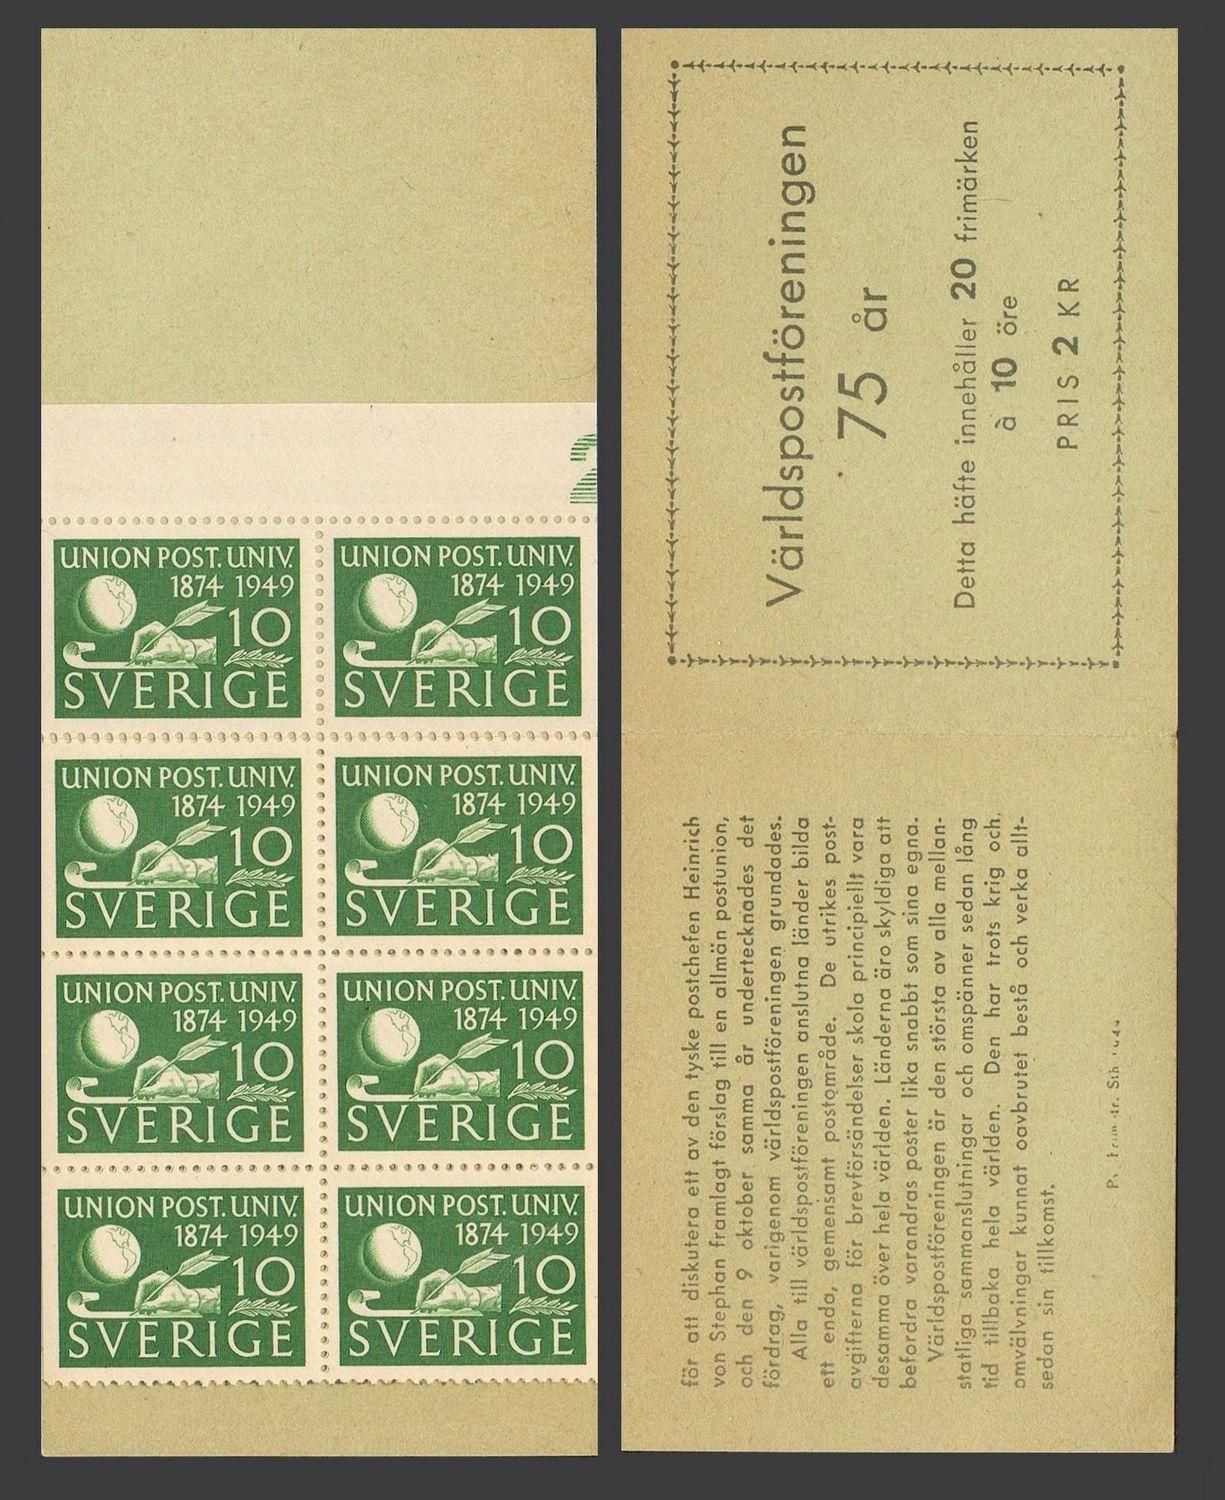 2
UNION POST. UNIV.
1874 1949
10
SVERIGE
UNION POST. UNIV.
1874 1949
10
SVERIGE
UNION POST. UNIV.
1874 1949
10
SVERIGE
UNION POST. UNIV.
1874 1949
10
SVERIGE
UNION POST. UNIV.
1874 1949
10
SVERIGE
UNION POST. UNIV.
1874 1949
10
SVERIGE
UNION POST. UNIV.
1874 1949
10
SVERIGE
UNION POST. UNIV.
1874 1949
10
SVERIGE
Världspostföreningen
75 år
Detta häfte innehåller 20 frimärken
à 10 öre
PRIS 2 KR
för att diskutera ett av den tyske postchefen Heinrich
von Stephan framlagt förslag till en allmän postunion,
och den 9 oktober samma år undertecknades det
fördrag, varigenom världspostföreningen grundades.
Alla till världspostföreningen anslutna länder bilda
ett enda, gemensamt postområde. De utrikes post-
avgifterna för brevförsändelser skola principiellt vara
desamma över hela världen. Länderna äro skyldiga att
befordra varandras poster lika snabbt som sina egna.
Världspostföreningen är den största av alla mellan-
statliga sammanslutningar och omspänner sedan lång
tid tillbaka hela världen. Den har trots krig och
omvälvningar kunnat oavbrutet bestå och verka allt-
sedan sin tillkomst.
Sth